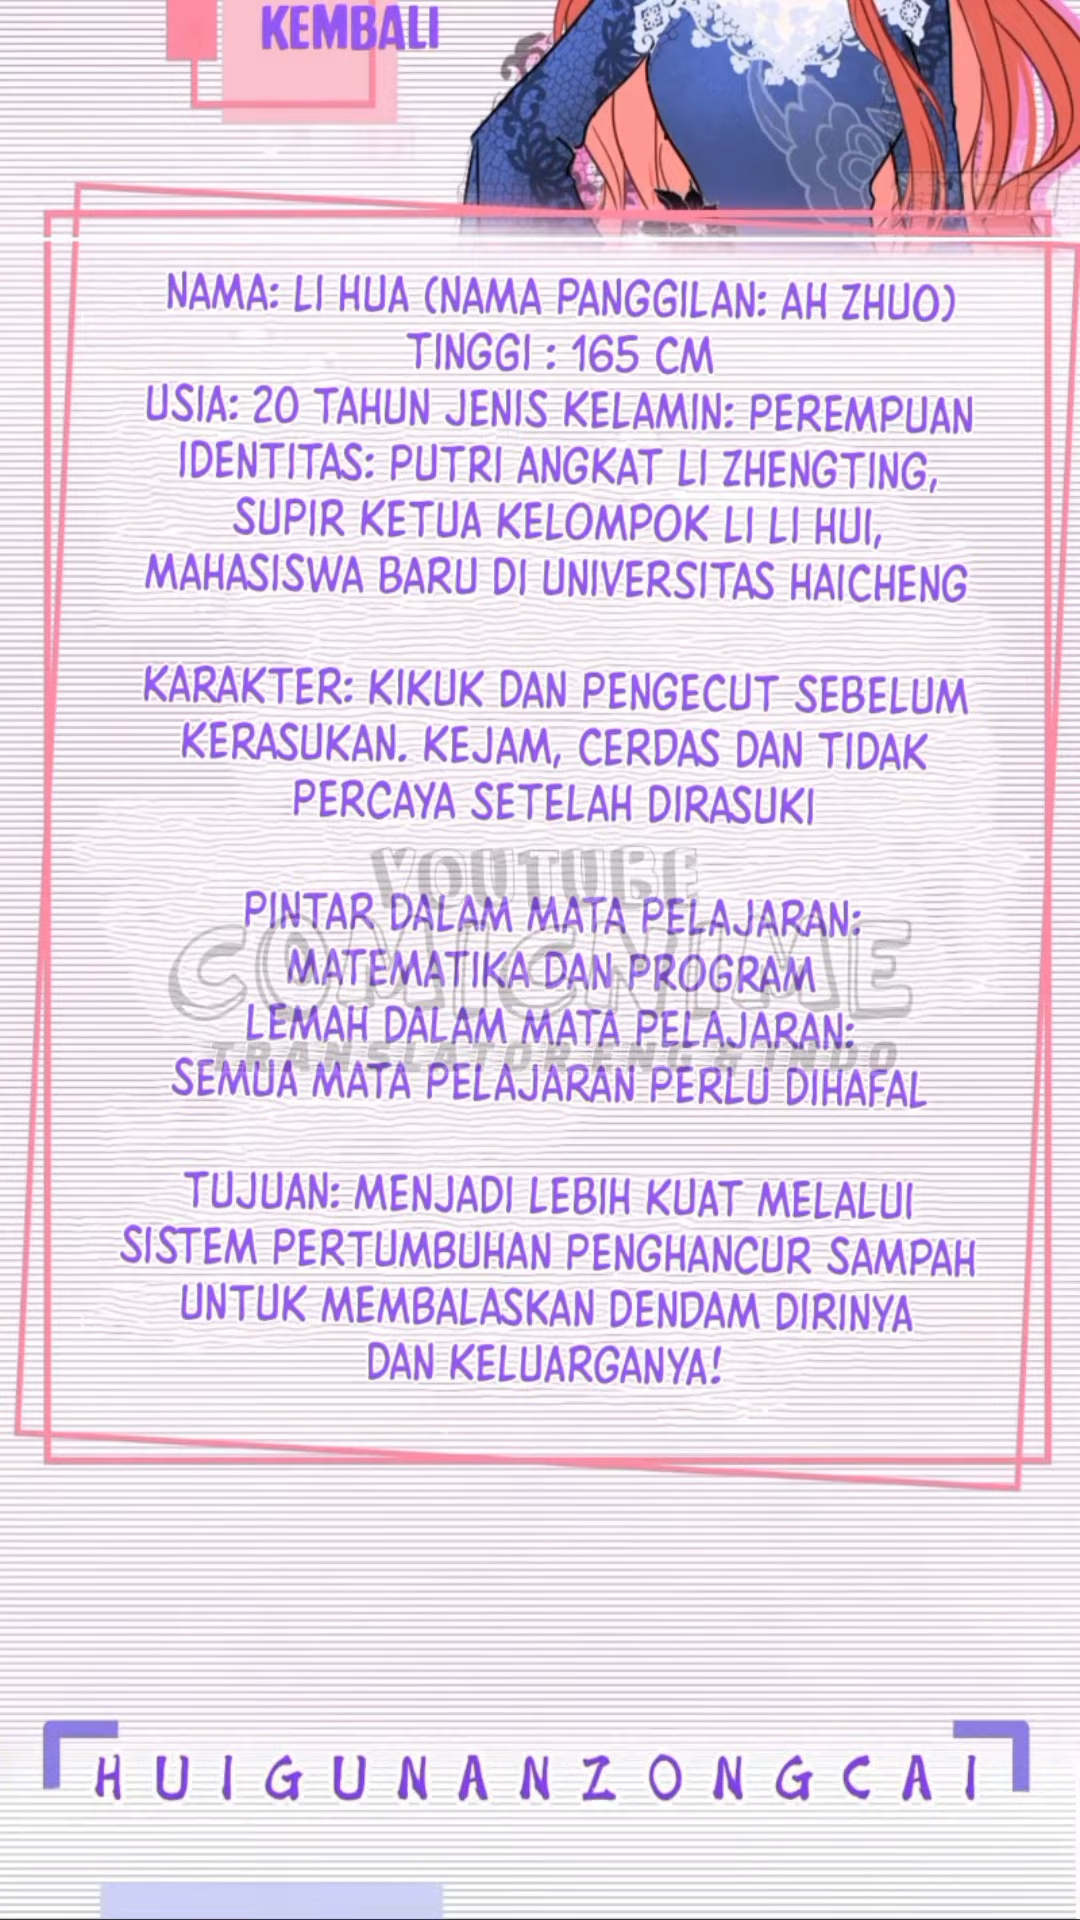 KEMBALI
NAMA: LI HUA (NAMA PANGGILAN: AH ZHUO)
TINGGI : 165 CM
USIA: 20 TAHUN JENIS KELAMIN: PEREMPUAN
IDENTITAS: PUTRI ANGKAT LI ZHENGTING,
SUPIR KETUA KELOMPOK LI LI HUI,
MAHASISWA BARU DI UNIVERSITAS HAICHENG
KARAKTER: KIKUK DAN PENGECUT SEBELUM
KERASUKAN. KEJAM, CERDAS DAN TIDAK
PERCAYA SETELAH DIRASUKI
YOUTUBE
PINTAR DALAM MATA PELAJARAN:
COMICNIME
MATEMATIKA DAN PROGRAM
LEMAH DALAM MATA PELAJARAN:
TRANSLATOR ENG & INDO
SEMUA MATA PELAJARAN PERLU DIHAFAL
TUJUAN: MENJADI LEBIH KUAT MELALUI
SISTEM PERTUMBUHAN PENGHANCUR SAMPAH
UNTUK MEMBALASKAN DENDAM DIRINYA
DAN KELUARGANYA!
HUIGUNANZONGCAI